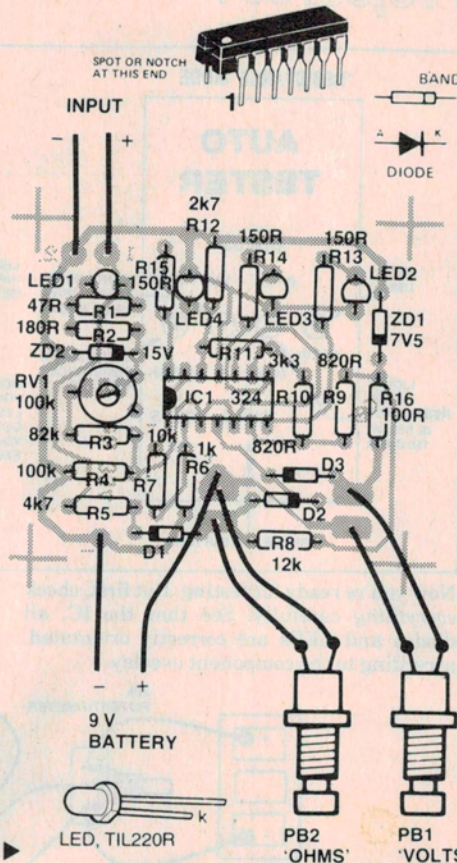 SPOT OR NOTCH
AT THIS END
1
BAND
INPUT
- +
A K
DIODE
2k7
R12
150R
R14
150R
R13
LED1
150R
R15
LED2
47R
R1
LED4
LED3
180R
R2
ZD1
7V5
ZD2
15V
R11
3k3
820R
RV1
100k
IC1 324
R10
R9
R16
100R
82k
R3
10k
1k
820R
100k
R4
R7
R6
D3
4k7
R5
D2
D1
R8
12k
- +
9V
BATTERY
k
LED, TIL220R
PB2
'OHMS'
PB1
'VOLTS